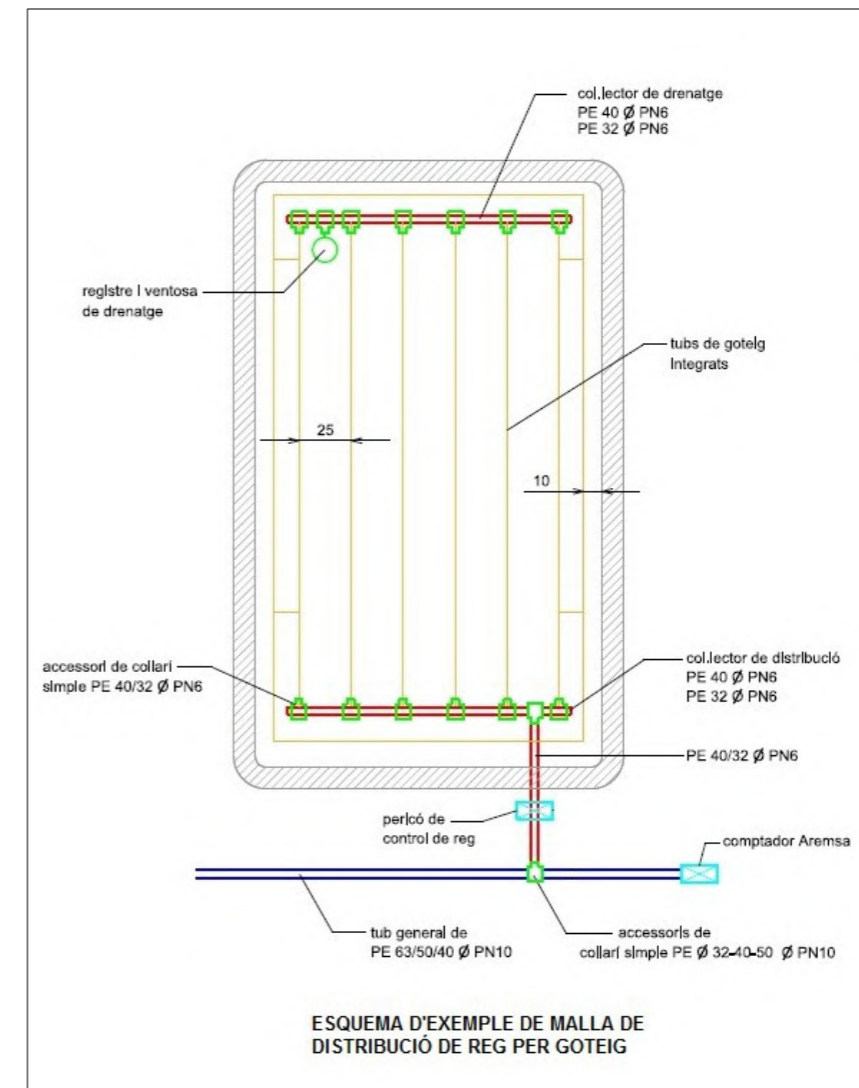 col.lector de drenatge
PE 40 Ø PN6
PE 32 Ø PN6
registre i ventosa
de drenatge
tubs de goteig
Integrats
25
10
accessori de collarí
simple PE 40/32 Ø PN6
col.lector de distribució
PE 40 Ø PN6
PE 32 Ø PN6
PE 40/32 Ø PN6
pericó de
control de reg
comptador Aremsa
tub general de
PE 63/50/40 Ø PN10
accessoris de
collarí simple PE Ø 32-40-50 Ø PN10
ESQUEMA D'EXEMPLE DE MALLA DE
DISTRIBUCIÓ DE REG PER GOTEIG